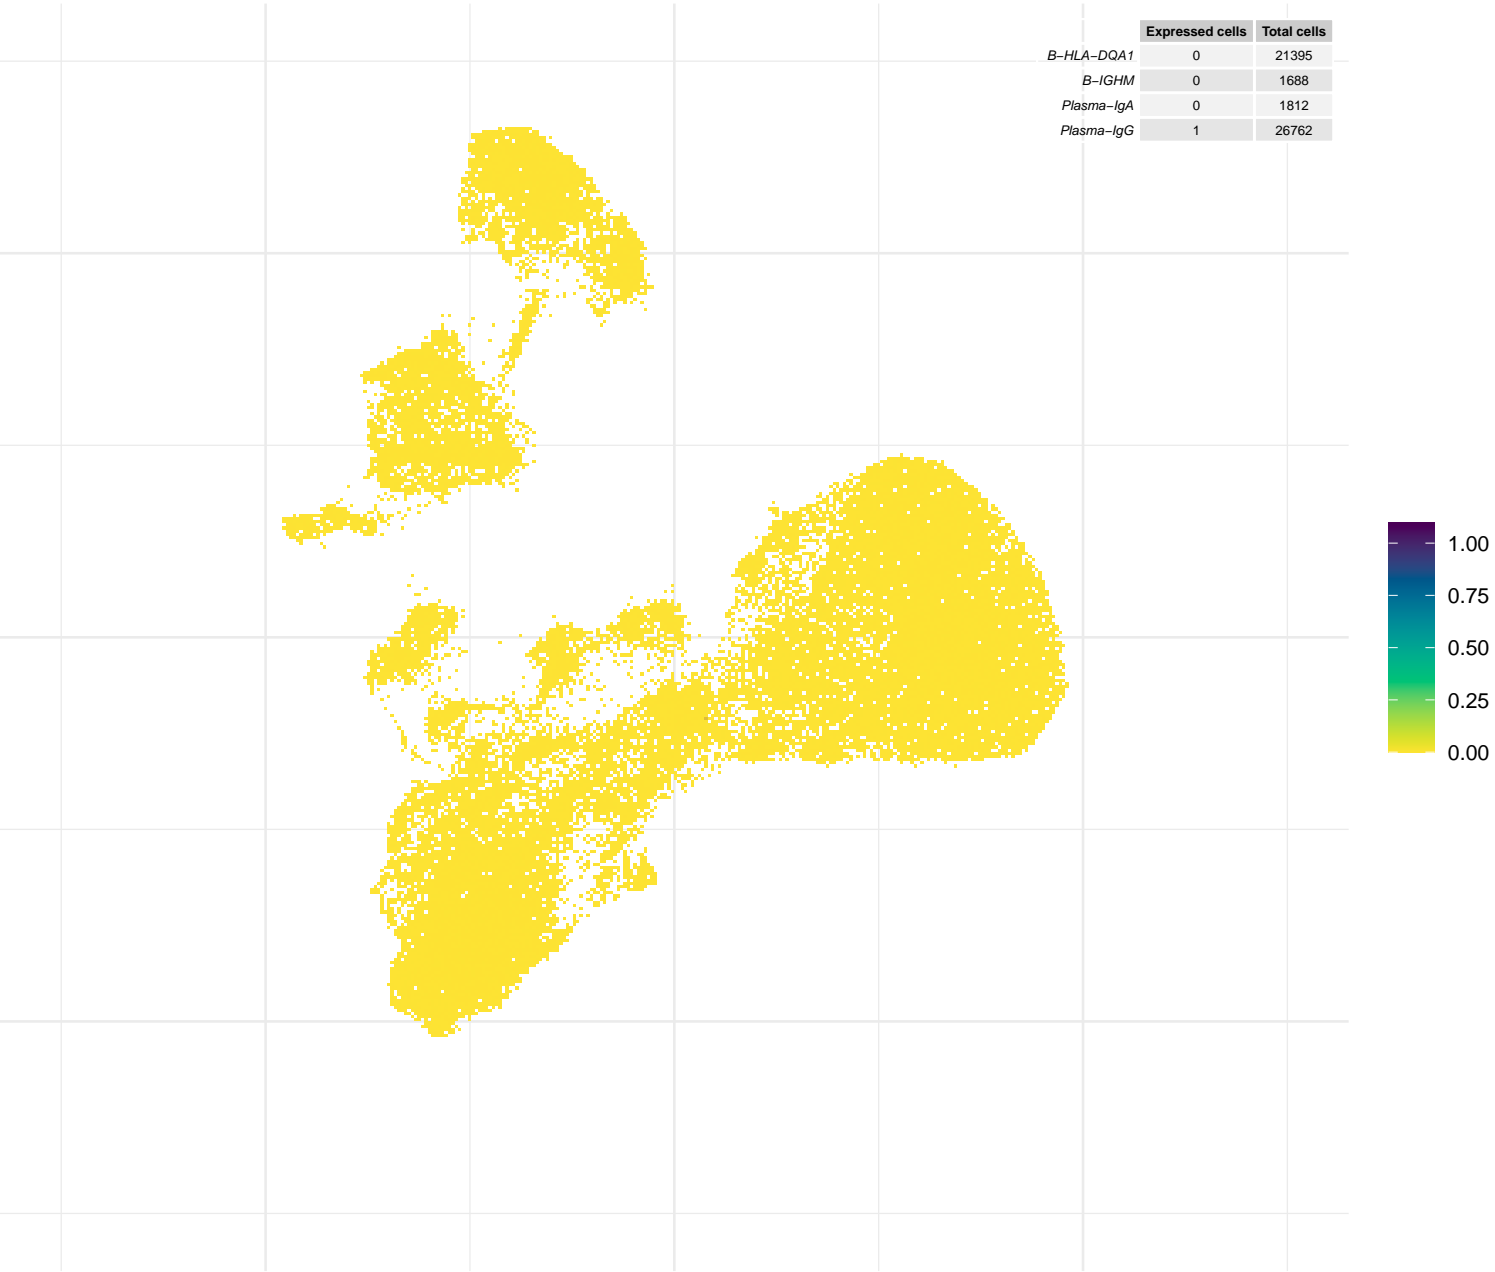 Expressed cells Total cells
B−HLA−DQA1 0 21395
B−IGHM 0 1688
Plasma−IgA 0 1812
Plasma−IgG 1 26762
1.00
0.75
0.50
0.25
0.00